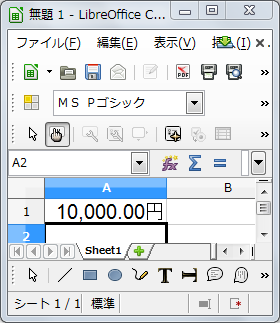 無題 1 - LibreOffice C...
ファイル(F) 編集(E) 表示(V) 挿入(I)
ＭＳ Ｐゴシック
A2
A B
1 10,000.00円
2
Sheet1
シート 1 / 1 標準